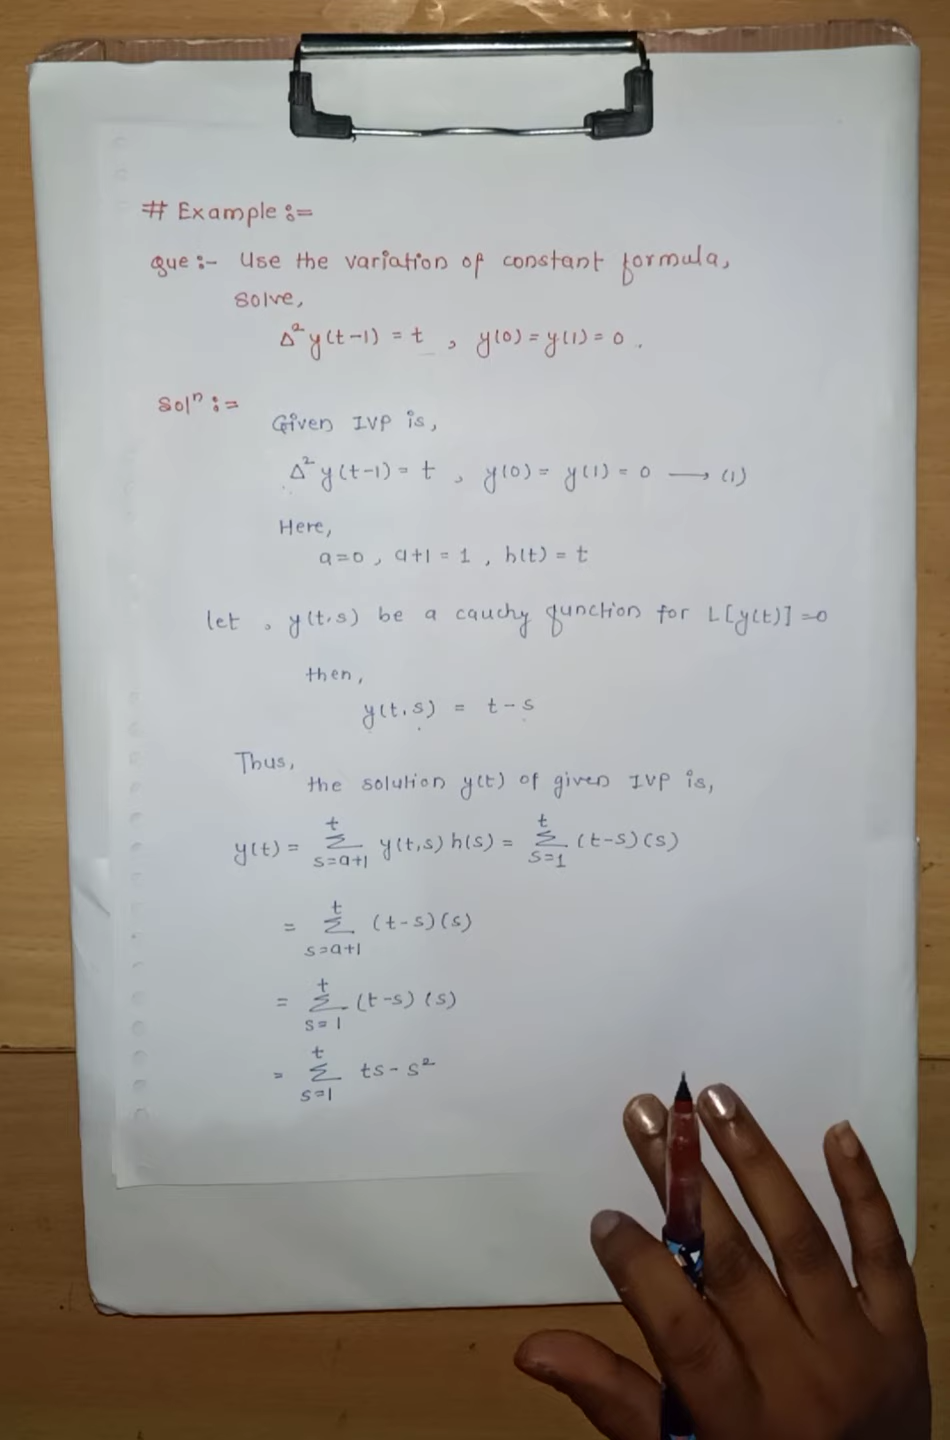 # Example :=
que :- Use the variation of constant formula,
solve,
Δ² y(t-1) = t , y(0) = y(1) = 0 .
Solⁿ :=
Given IVP is,
Δ² y(t-1) = t , y(0) = y(1) = 0 ⟶ (1)
Here,
a=0 , a+1 = 1 , h(t) = t
let , y(t,s) be a cauchy function for L[y(t)] =0
then,
y(t,s) = t-s
Thus,
the solution y(t) of given IVP is,
y(t) = Σ_{s=a+1}^{t} y(t,s) h(s) = Σ_{s=1}^{t} (t-s)(s)
= Σ_{s=a+1}^{t} (t-s)(s)
= Σ_{s=1}^{t} (t-s) (s)
= Σ_{s=1}^{t} ts - s²